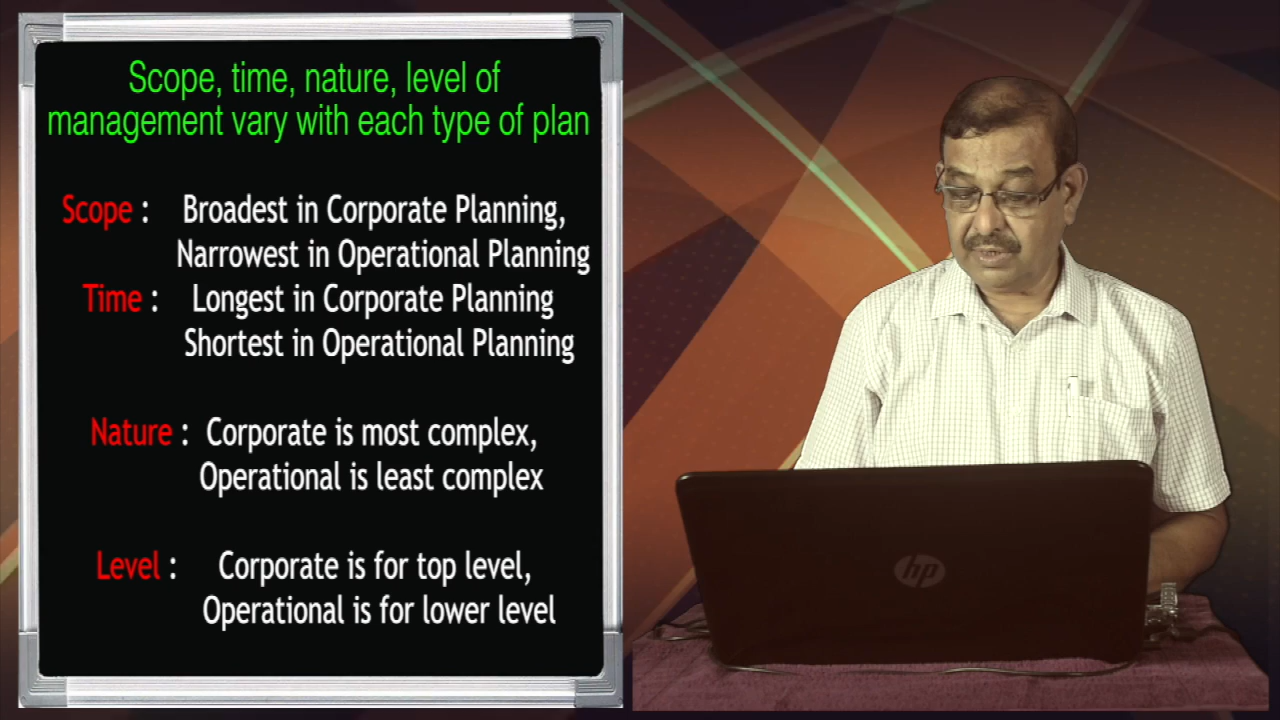 Scope, time, nature, level of
management vary with each type of plan
Scope : Broadest in Corporate Planning,
Narrowest in Operational Planning
Time : Longest in Corporate Planning
Shortest in Operational Planning
Nature : Corporate is most complex,
Operational is least complex
Level : Corporate is for top level,
Operational is for lower level
hp